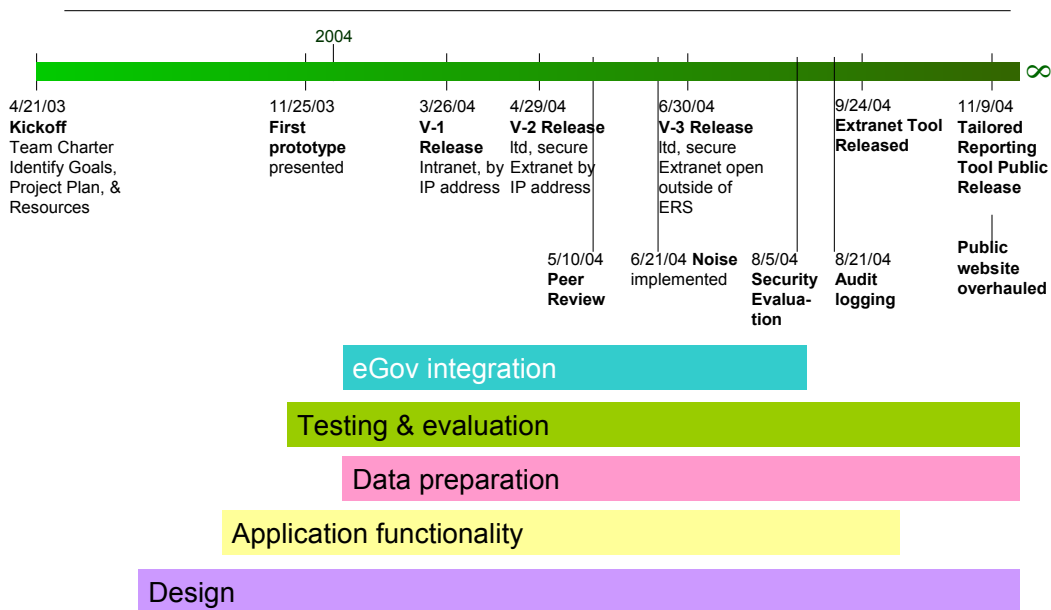 2004
∞
4/21/03
Kickoff
Team Charter
Identify Goals,
Project Plan, &
Resources
11/25/03
First
prototype
presented
3/26/04
V-1
Release
Intranet, by
IP address
4/29/04
V-2 Release
ltd, secure
Extranet by
IP address
6/30/04
V-3 Release
ltd, secure
Extranet open
outside of
ERS
9/24/04
Extranet Tool
Released
11/9/04
Tailored
Reporting
Tool Public
Release
5/10/04
Peer
Review
6/21/04 Noise
implemented
8/5/04
Security
Evalua-
tion
8/21/04
Audit
logging
Public
website
overhauled
eGov integration
Testing & evaluation
Data preparation
Application functionality
Design